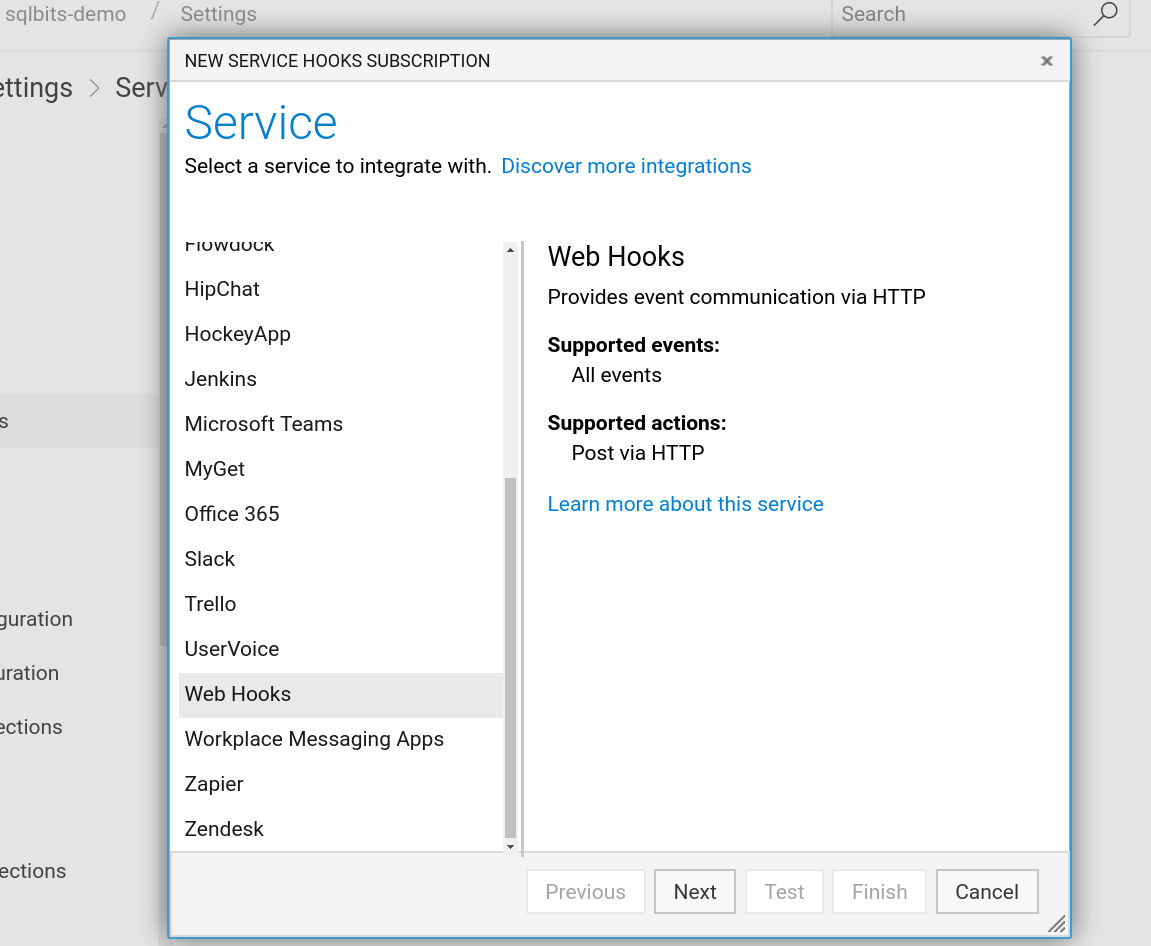 sqlbits-demo / Settings
Search
NEW SERVICE HOOKS SUBSCRIPTION
ettings > Serv
Service
Select a service to integrate with. Discover more integrations
Flowdock
HipChat
HockeyApp
Jenkins
Microsoft Teams
MyGet
Office 365
Slack
Trello
UserVoice
Web Hooks
Workplace Messaging Apps
Zapier
Zendesk
Web Hooks
Provides event communication via HTTP
Supported events:
All events
Supported actions:
Post via HTTP
Learn more about this service
s
guration
uration
ections
ections
Previous
Next
Test
Finish
Cancel